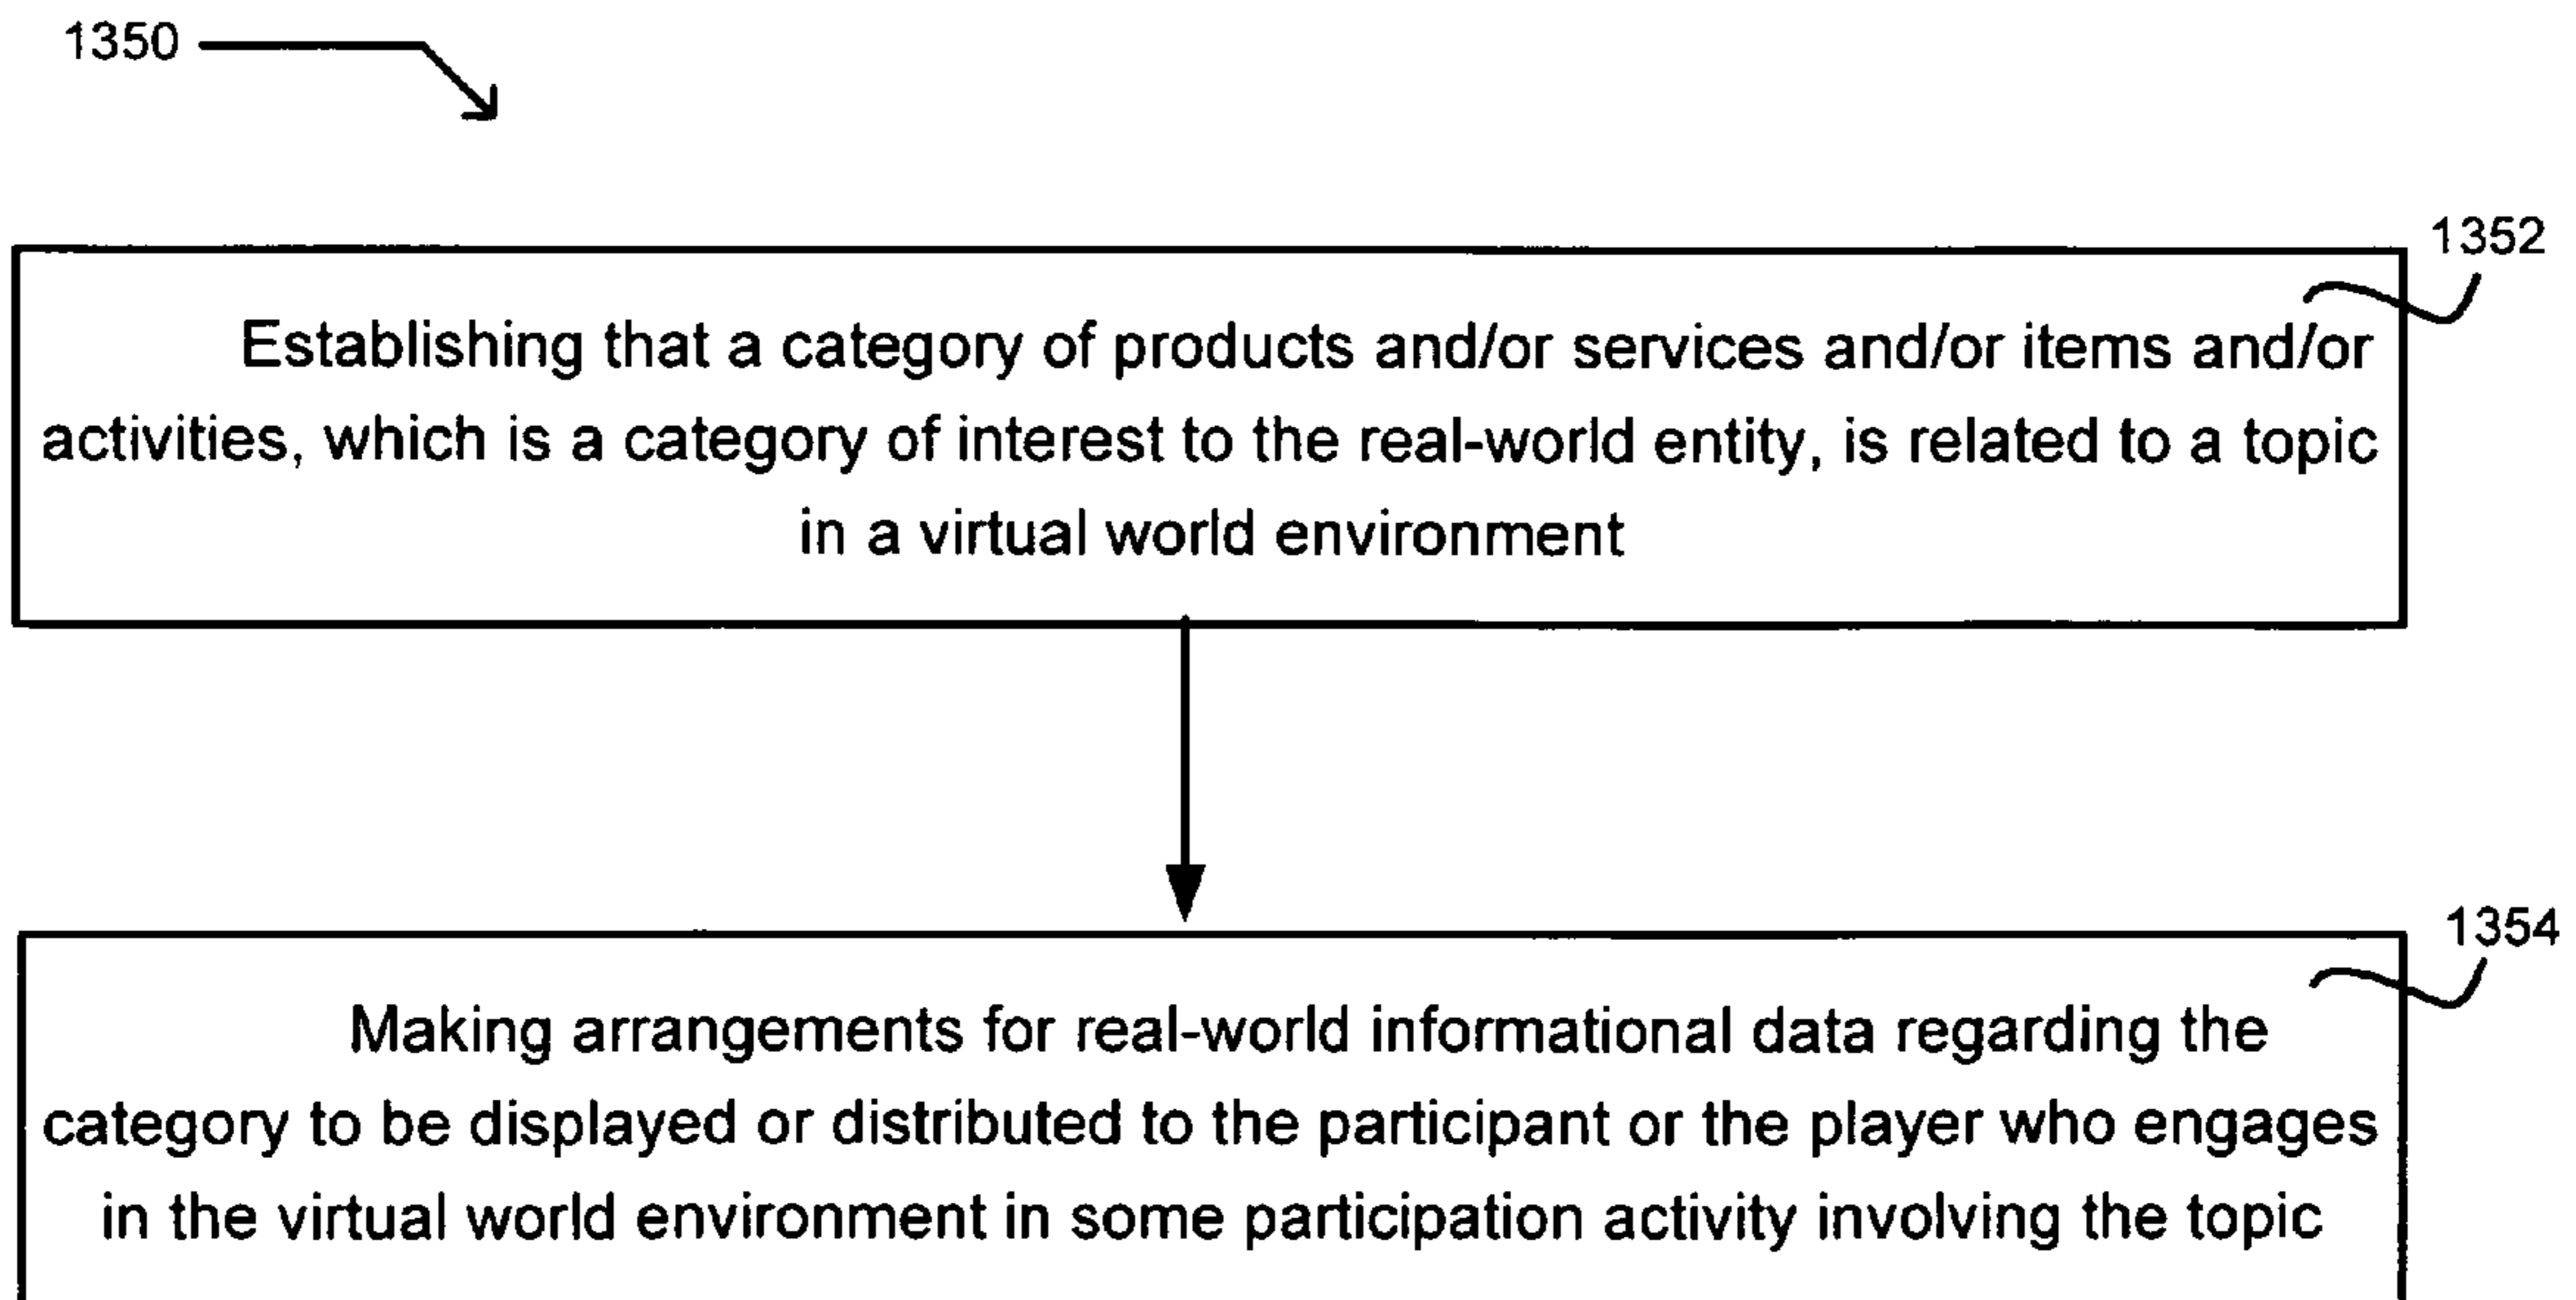 1350
1352
Establishing that a category of products and/or services and/or items and/or
activities, which is a category of interest to the real-world entity, is related to a topic
in a virtual world environment
1354
Making arrangements for real-world informational data regarding the
category to be displayed or distributed to the participant or the player who engages
in the virtual world environment in some participation activity involving the topic